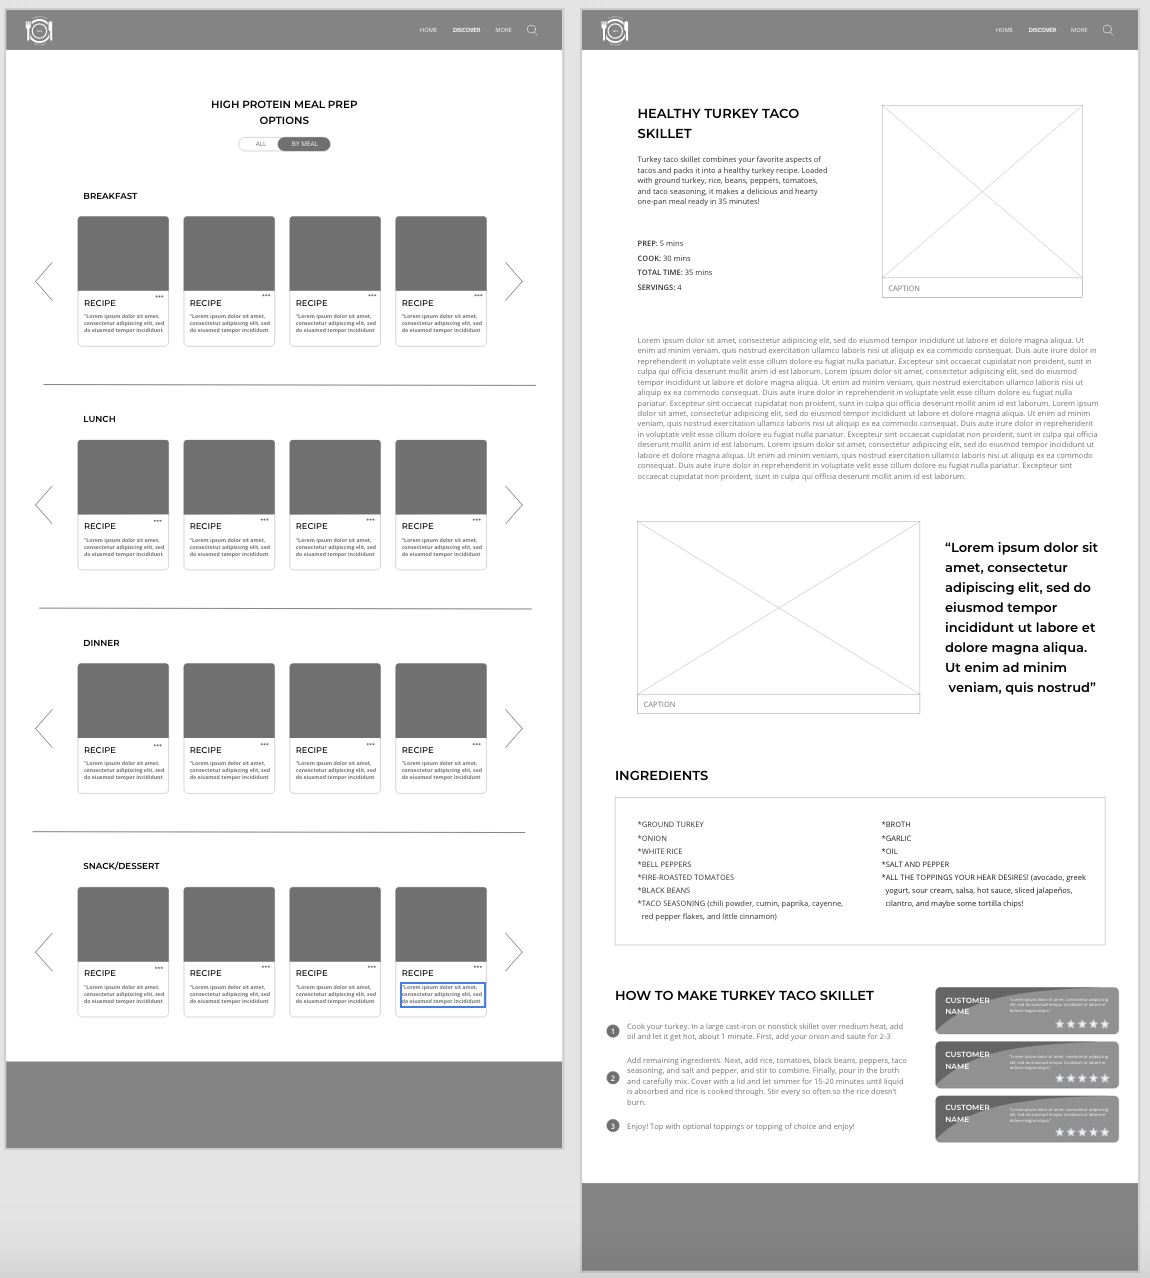 HOME DISCOVER MORE
HIGH PROTEIN MEAL PREP
OPTIONS
ALL BY MEAL
BREAKFAST
RECIPE
"Lorem ipsum dolor sit amet,
consectetur adipiscing elit, sed
do eiusmod tempor incididunt
RECIPE
"Lorem ipsum dolor sit amet,
consectetur adipiscing elit, sed
do eiusmod tempor incididunt
RECIPE
"Lorem ipsum dolor sit amet,
consectetur adipiscing elit, sed
do eiusmod tempor incididunt
RECIPE
"Lorem ipsum dolor sit amet,
consectetur adipiscing elit, sed
do eiusmod tempor incididunt
LUNCH
RECIPE
"Lorem ipsum dolor sit amet,
consectetur adipiscing elit, sed
do eiusmod tempor incididunt
RECIPE
"Lorem ipsum dolor sit amet,
consectetur adipiscing elit, sed
do eiusmod tempor incididunt
RECIPE
"Lorem ipsum dolor sit amet,
consectetur adipiscing elit, sed
do eiusmod tempor incididunt
RECIPE
"Lorem ipsum dolor sit amet,
consectetur adipiscing elit, sed
do eiusmod tempor incididunt
DINNER
RECIPE
"Lorem ipsum dolor sit amet,
consectetur adipiscing elit, sed
do eiusmod tempor incididunt
RECIPE
"Lorem ipsum dolor sit amet,
consectetur adipiscing elit, sed
do eiusmod tempor incididunt
RECIPE
"Lorem ipsum dolor sit amet,
consectetur adipiscing elit, sed
do eiusmod tempor incididunt
RECIPE
"Lorem ipsum dolor sit amet,
consectetur adipiscing elit, sed
do eiusmod tempor incididunt
SNACK/DESSERT
RECIPE
"Lorem ipsum dolor sit amet,
consectetur adipiscing elit, sed
do eiusmod tempor incididunt
RECIPE
"Lorem ipsum dolor sit amet,
consectetur adipiscing elit, sed
do eiusmod tempor incididunt
RECIPE
"Lorem ipsum dolor sit amet,
consectetur adipiscing elit, sed
do eiusmod tempor incididunt
RECIPE
"Lorem ipsum dolor sit amet,
consectetur adipiscing elit, sed
do eiusmod tempor incididunt
HOME DISCOVER MORE
HEALTHY TURKEY TACO
SKILLET
Turkey taco skillet combines your favorite aspects of
tacos and packs it into a healthy turkey recipe. Loaded
with ground turkey, rice, beans, peppers, tomatoes,
and taco seasoning, it makes a delicious and hearty
one-pan meal ready in 35 minutes!
PREP: 5 mins
COOK: 30 mins
TOTAL TIME: 35 mins
SERVINGS: 4
CAPTION
Lorem ipsum dolor sit amet, consectetur adipiscing elit, sed do eiusmod tempor incididunt ut labore et dolore magna aliqua. Ut
enim ad minim veniam, quis nostrud exercitation ullamco laboris nisi ut aliquip ex ea commodo consequat. Duis aute irure dolor in
reprehenderit in voluptate velit esse cillum dolore eu fugiat nulla pariatur. Excepteur sint occaecat cupidatat non proident, sunt in
culpa qui officia deserunt mollit anim id est laborum. Lorem ipsum dolor sit amet, consectetur adipiscing elit, sed do eiusmod
tempor incididunt ut labore et dolore magna aliqua. Ut enim ad minim veniam, quis nostrud exercitation ullamco laboris nisi ut
aliquip ex ea commodo consequat. Duis aute irure dolor in reprehenderit in voluptate velit esse cillum dolore eu fugiat nulla
pariatur. Excepteur sint occaecat cupidatat non proident, sunt in culpa qui officia deserunt mollit anim id est laborum. Lorem ipsum
dolor sit amet, consectetur adipiscing elit, sed do eiusmod tempor incididunt ut labore et dolore magna aliqua. Ut enim ad minim
veniam, quis nostrud exercitation ullamco laboris nisi ut aliquip ex ea commodo consequat. Duis aute irure dolor in reprehenderit
in voluptate velit esse cillum dolore eu fugiat nulla pariatur. Excepteur sint occaecat cupidatat non proident, sunt in culpa qui officia
deserunt mollit anim id est laborum. Lorem ipsum dolor sit amet, consectetur adipiscing elit, sed do eiusmod tempor incididunt ut
labore et dolore magna aliqua. Ut enim ad minim veniam, quis nostrud exercitation ullamco laboris nisi ut aliquip ex ea commodo
consequat. Duis aute irure dolor in reprehenderit in voluptate velit esse cillum dolore eu fugiat nulla pariatur. Excepteur sint
occaecat cupidatat non proident, sunt in culpa qui officia deserunt mollit anim id est laborum.
CAPTION
“Lorem ipsum dolor sit
amet, consectetur
adipiscing elit, sed do
eiusmod tempor
incididunt ut labore et
dolore magna aliqua.
Ut enim ad minim
veniam, quis nostrud”
INGREDIENTS
*GROUND TURKEY
*ONION
*WHITE RICE
*BELL PEPPERS
*FIRE-ROASTED TOMATOES
*BLACK BEANS
*TACO SEASONING (chili powder, cumin, paprika, cayenne,
red pepper flakes, and little cinnamon)
*BROTH
*GARLIC
*OIL
*SALT AND PEPPER
*ALL THE TOPPINGS YOUR HEAR DESIRES! (avocado, greek
yogurt, sour cream, salsa, hot sauce, sliced jalapeños,
cilantro, and maybe some tortilla chips!
HOW TO MAKE TURKEY TACO SKILLET
1 Cook your turkey. In a large cast-iron or nonstick skillet over medium heat, add
oil and let it get hot, about 1 minute. First, add your onion and saute for 2-3
2 Add remaining ingredients. Next, add rice, tomatoes, black beans, peppers, taco
seasoning, and salt and pepper, and stir to combine. Finally, pour in the broth
and carefully mix. Cover with a lid and let simmer for 15-20 minutes until liquid
is absorbed and rice is cooked through. Stir every so often so the rice doesn't
burn.
3 Enjoy! Top with optional toppings or topping of choice and enjoy!
CUSTOMER
NAME
"Lorem ipsum dolor sit amet, consectetur adipiscing
elit, sed do eiusmod tempor incididunt ut labore et
dolore magna aliqua"
CUSTOMER
NAME
"Lorem ipsum dolor sit amet, consectetur adipiscing
elit, sed do eiusmod tempor incididunt ut labore et
dolore magna aliqua"
CUSTOMER
NAME
"Lorem ipsum dolor sit amet, consectetur adipiscing
elit, sed do eiusmod tempor incididunt ut labore et
dolore magna aliqua"